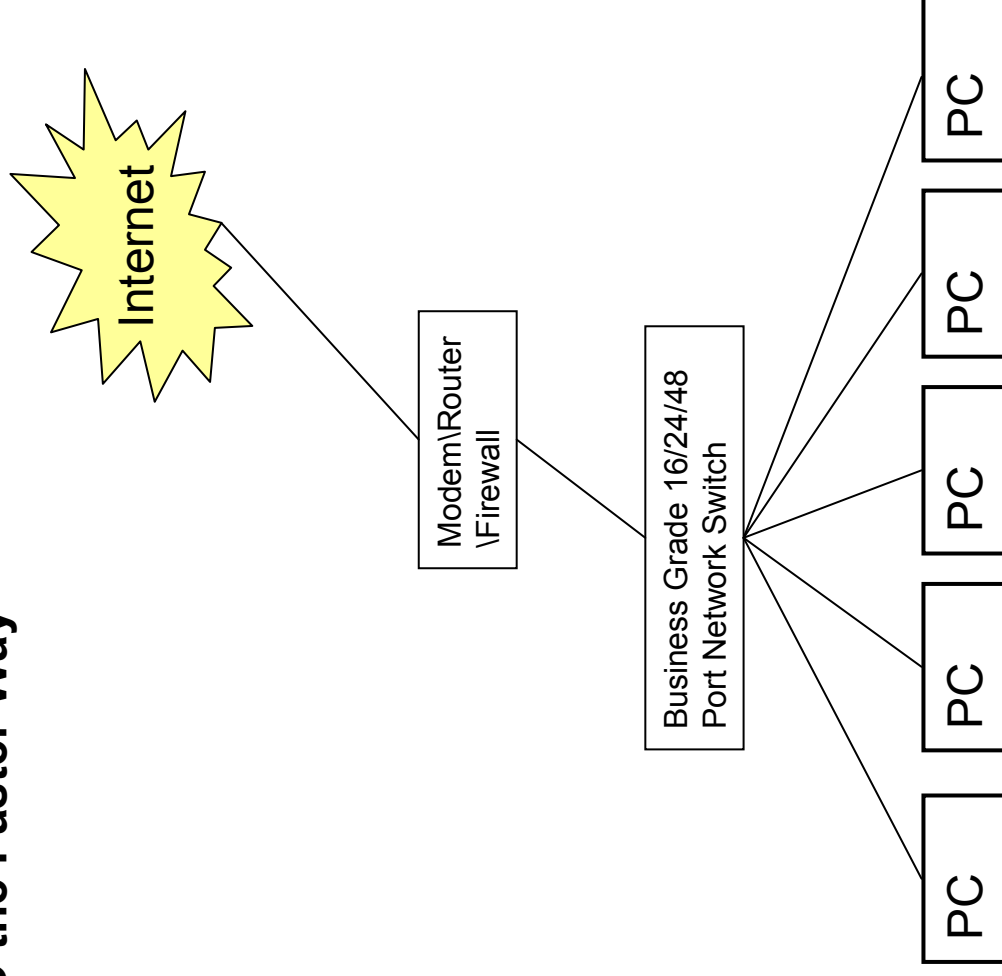 the Faster Way
Internet
Modem\Router
\Firewall
Business Grade 16/24/48
Port Network Switch
PC
PC
PC
PC
PC